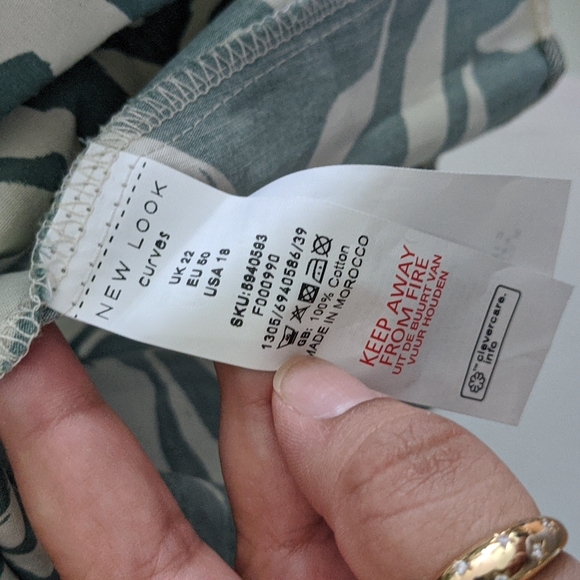 NEW LOOK
curves
UK 22
EU 50
USA 18
SKU:6940593
F000990
1305/6940586/39
GB: 100% Cotton
MADE IN MOROCCO
KEEP AWAY
FROM FIRE
UIT DE BUURT VAN
VUUR HOUDEN
clevercare.
info